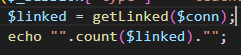 $linked = getLinked($conn);
echo "".count($linked)."";